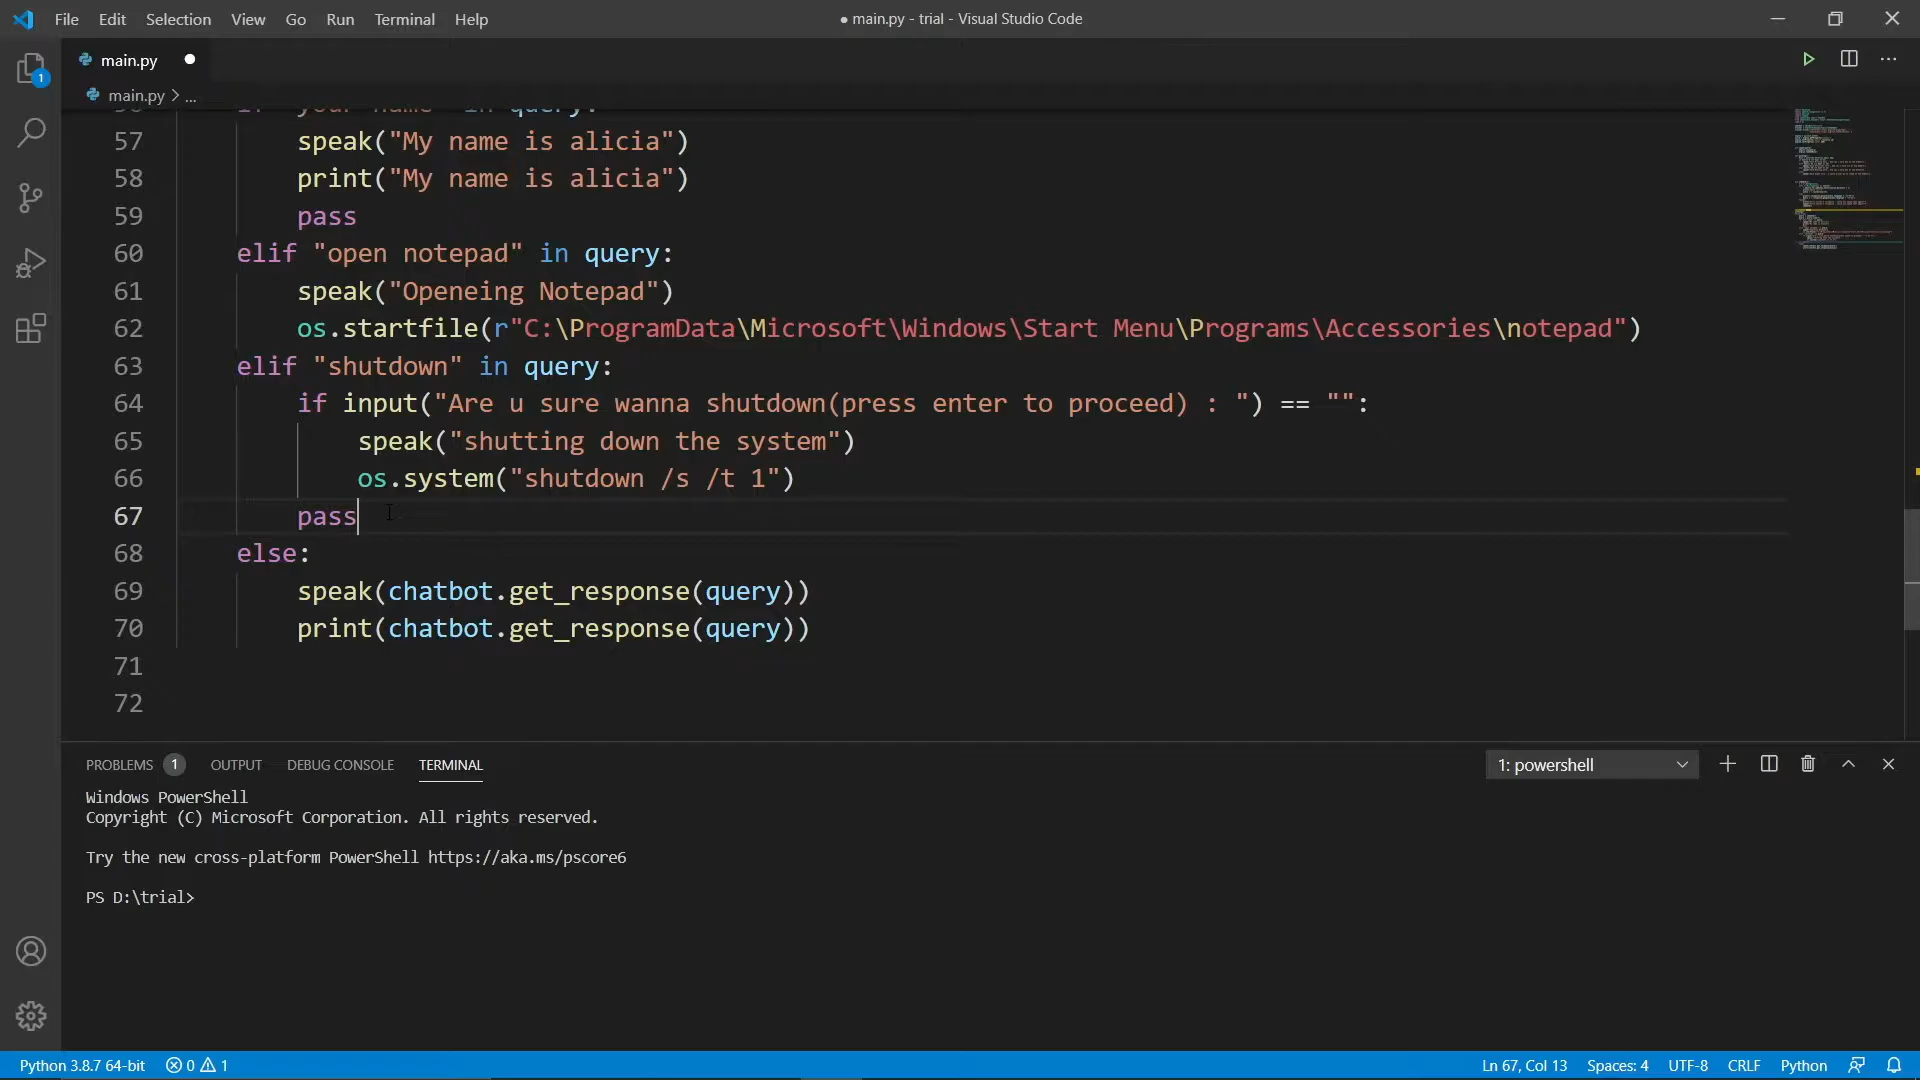 File Edit Selection View Go Run Terminal Help
● main.py - trial - Visual Studio Code
main.py
main.py > ...
57 speak("My name is alicia")
58 print("My name is alicia")
59 pass
60 elif "open notepad" in query:
61 speak("Openeing Notepad")
62 os.startfile(r"C:\ProgramData\Microsoft\Windows\Start Menu\Programs\Accessories\notepad")
63 elif "shutdown" in query:
64 if input("Are u sure wanna shutdown(press enter to proceed) : ") == "":
65 speak("shutting down the system")
66 os.system("shutdown /s /t 1")
67 pass
68 else:
69 speak(chatbot.get_response(query))
70 print(chatbot.get_response(query))
71
72
PROBLEMS 1 OUTPUT DEBUG CONSOLE TERMINAL 1: powershell
Windows PowerShell
Copyright (C) Microsoft Corporation. All rights reserved.
Try the new cross-platform PowerShell https://aka.ms/pscore6
PS D:\trial>
Python 3.8.7 64-bit 0 1 Ln 67, Col 13 Spaces: 4 UTF-8 CRLF Python